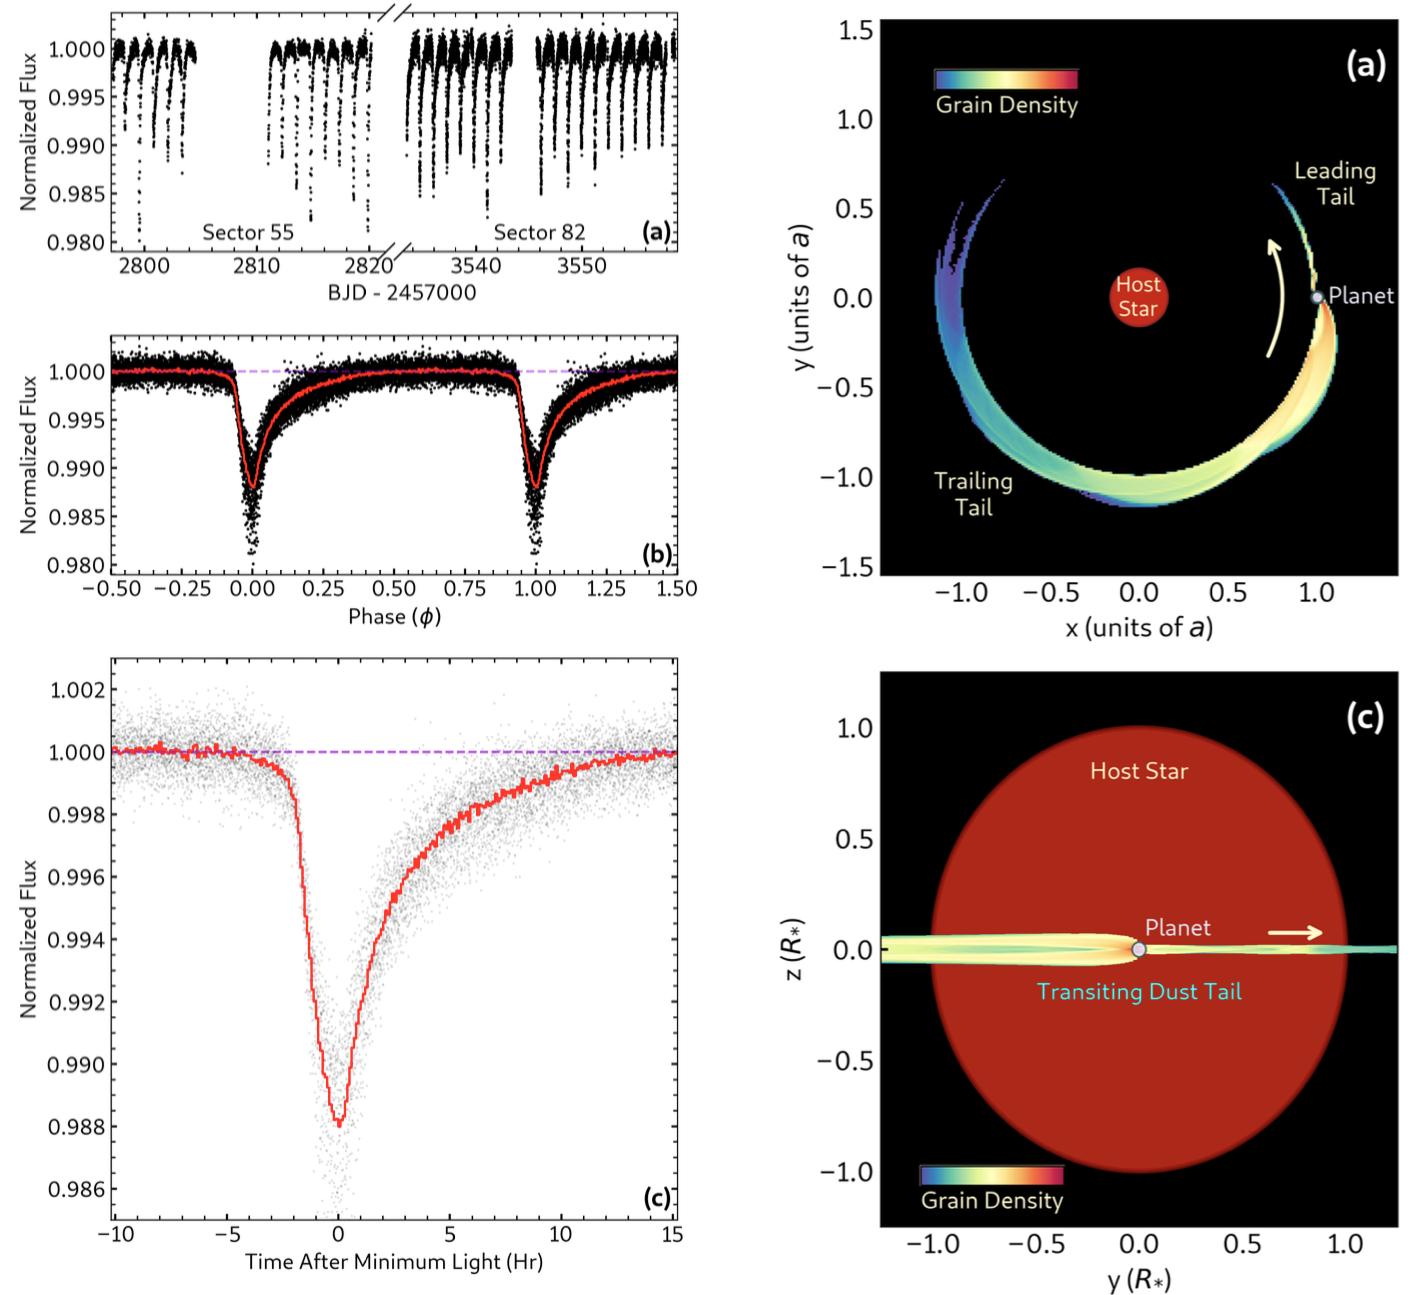 Normalized Flux
1.000
0.995
0.990
0.985
0.980
Sector 55
Sector 82
(a)
2800
2810
2820
3540
3550
BJD - 2457000
Normalized Flux
1.000
0.995
0.990
0.985
0.980
(b)
−0.50
−0.25
0.00
0.25
0.50
0.75
1.00
1.25
1.50
Phase (ϕ)
Normalized Flux
1.002
1.000
0.998
0.996
0.994
0.992
0.990
0.988
0.986
(c)
−10
−5
0
5
10
15
Time After Minimum Light (Hr)
y (units of a)
1.5
1.0
0.5
0.0
−0.5
−1.0
−1.5
(a)
Grain Density
Leading
Tail
Host
Star
Planet
Trailing
Tail
−1.0
−0.5
0.0
0.5
1.0
x (units of a)
z (R*)
1.0
0.5
0.0
−0.5
−1.0
(c)
Host Star
Planet
Transiting Dust Tail
Grain Density
−1.0
−0.5
0.0
0.5
1.0
y (R*)